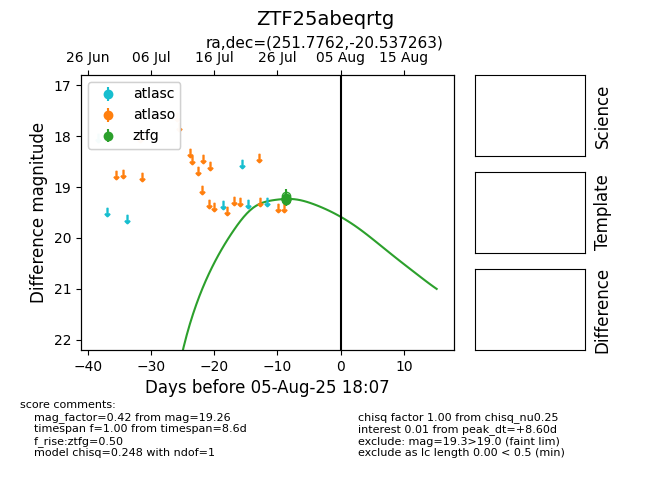 ZTF25abeqrtg
ra,dec=(251.7762,-20.537263)
26 Jun 06 Jul 16 Jul 26 Jul 05 Aug 15 Aug
17
18
19
20
21
22
Difference magnitude
atlasc
atlaso
ztfg
−40 −30 −20 −10 0 10
Days before 05-Aug-25 18:07
Science
Template
Difference
score comments:
mag_factor=0.42 from mag=19.26
timespan f=1.00 from timespan=8.6d
f_rise:ztfg=0.50
model chisq=0.248 with ndof=1
chisq factor 1.00 from chisq_nu0.25
interest 0.01 from peak_dt=+8.60d
exclude: mag=19.3>19.0 (faint lim)
exclude as lc length 0.00 < 0.5 (min)